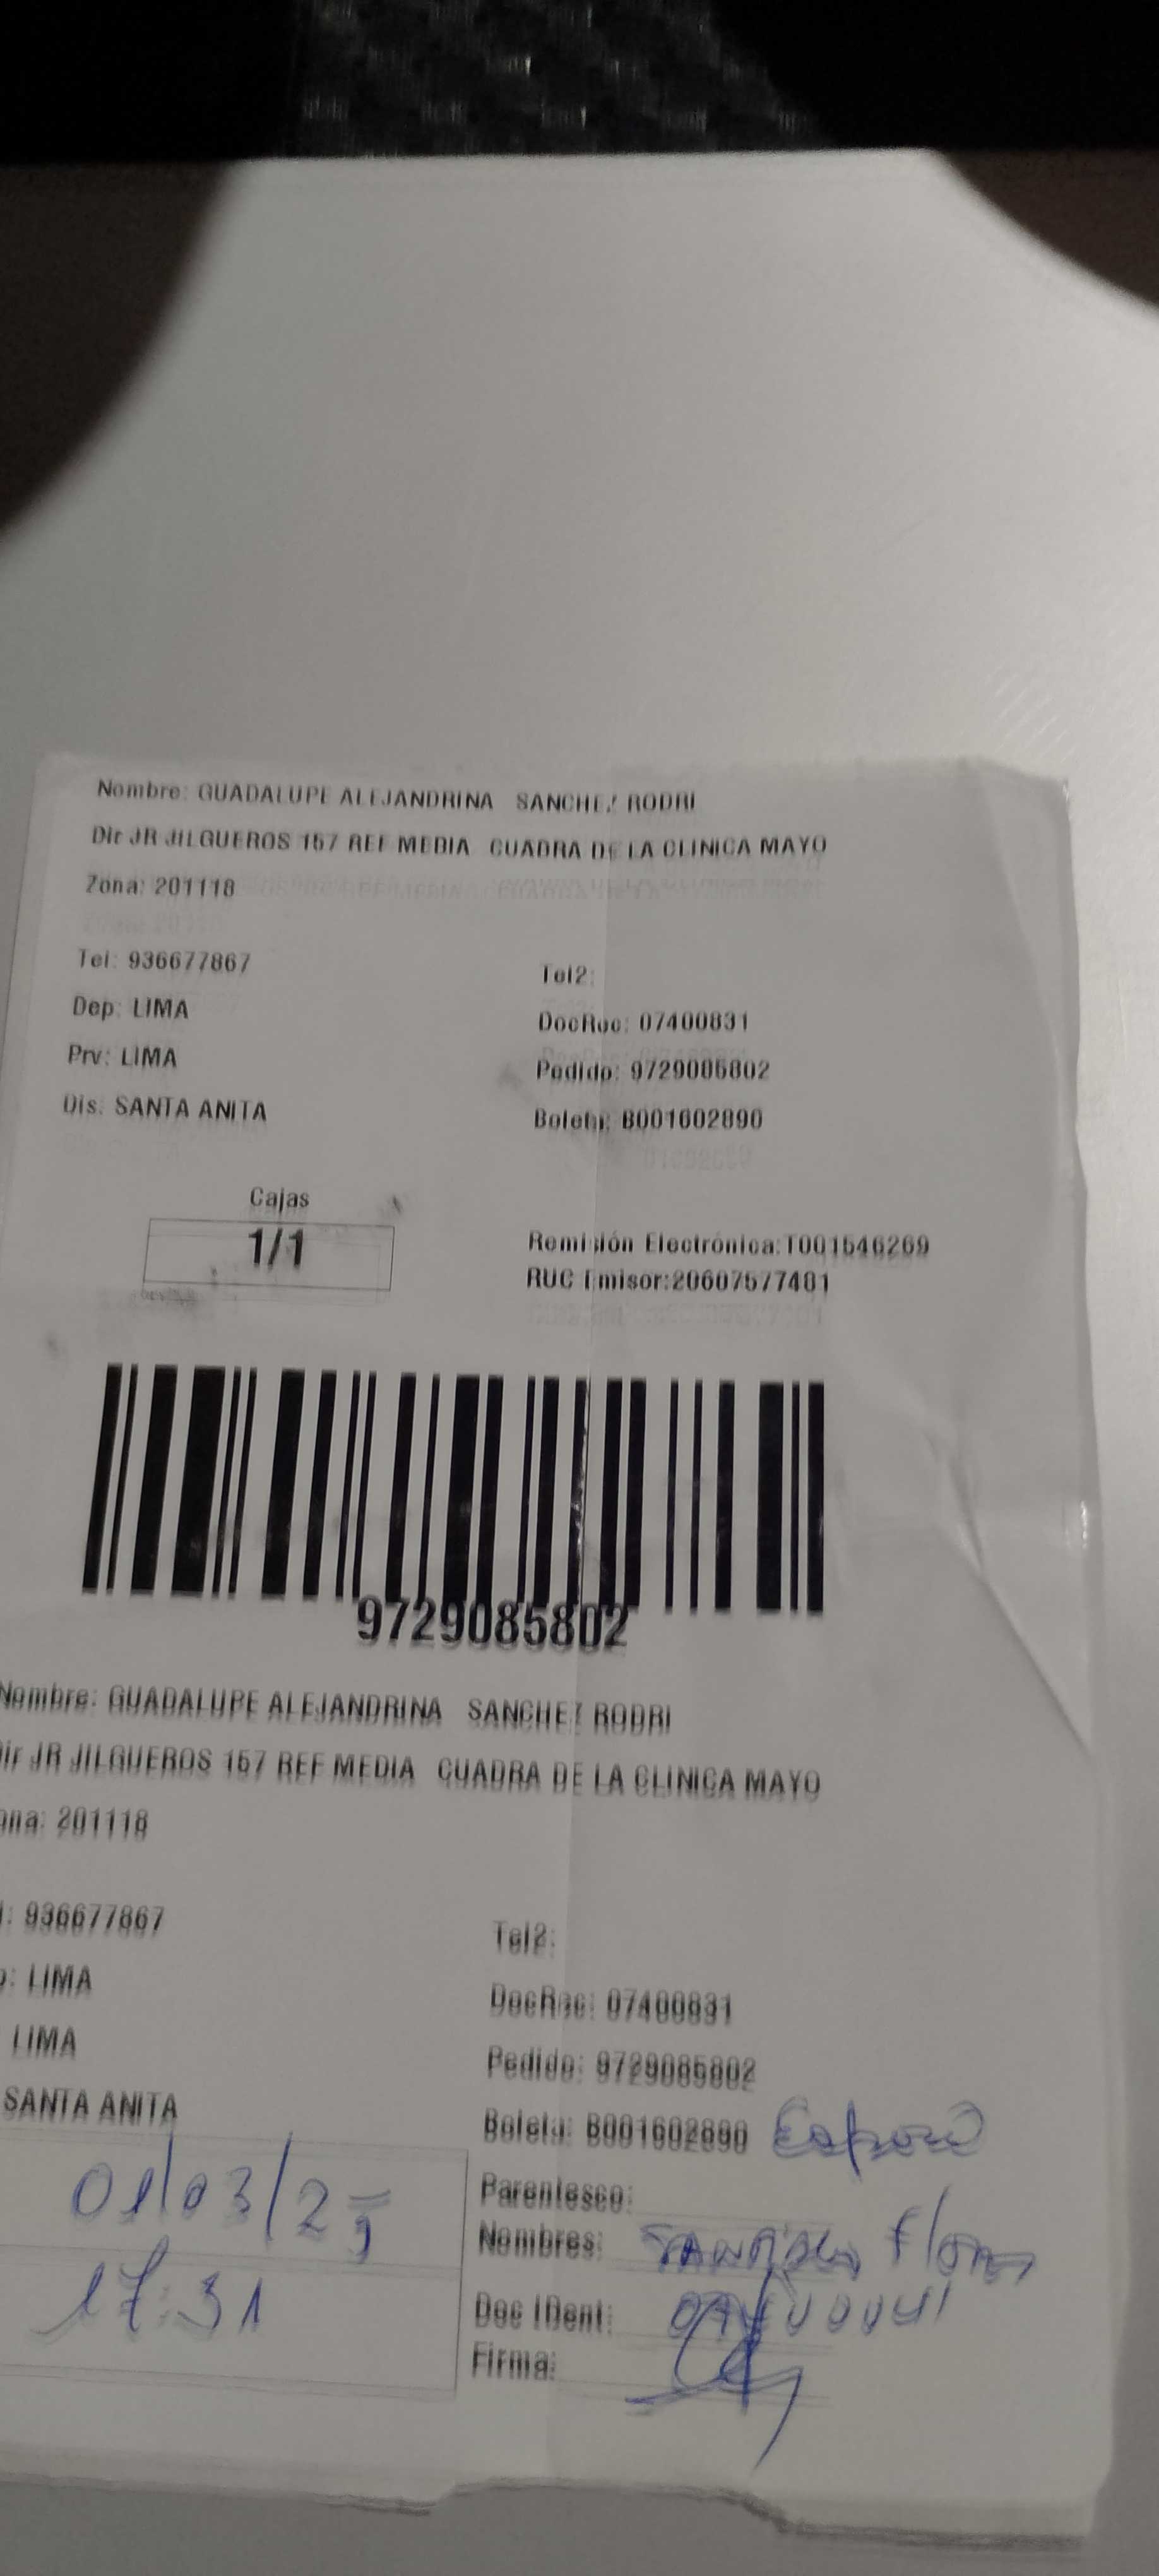 Nombre: GUADALUPE ALEJANDRINA SANCHEZ RODRI
Dir JR JILGUEROS 157 REF MEDIA CUADRA DE LA CLINICA MAYO
Zona: 201118
Tel: 936677867
Tel2:
Dep: LIMA
DocRec: 07400831
Prv: LIMA
Pedido: 9729085802
Dis: SANTA ANITA
Boleta: B001602890
Cajas
1/1
Remisión Electrónica:T001546269
RUC Emisor:20607577481
9729085802
Nombre: GUADALUPE ALEJANDRINA SANCHEZ RODRI
Dir JR JILGUEROS 157 REF MEDIA CUADRA DE LA CLINICA MAYO
ona: 201118
l: 936677867
Tel2:
p: LIMA
DocRec: 07400831
LIMA
Pedido: 9729085802
SANTA ANITA
Boleta: B001602890
01/03/25
Parentesco:
Nombres:
17:31
Doc IDent:
Firma: